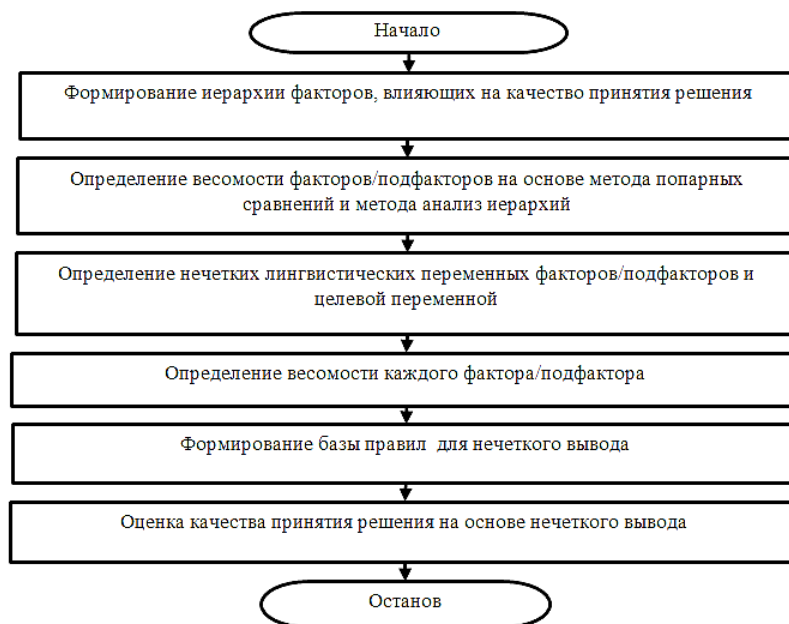 Начало
Формирование иерархии факторов, влияющих на качество принятия решения
Определение весомости факторов/подфакторов на основе метода попарных
сравнений и метода анализ иерархий
Определение нечетких лингвистических переменных факторов/подфакторов и
целевой переменной
Определение весомости каждого фактора/подфактора
Формирование базы правил для нечеткого вывода
Оценка качества принятия решения на основе нечеткого вывода
Останов